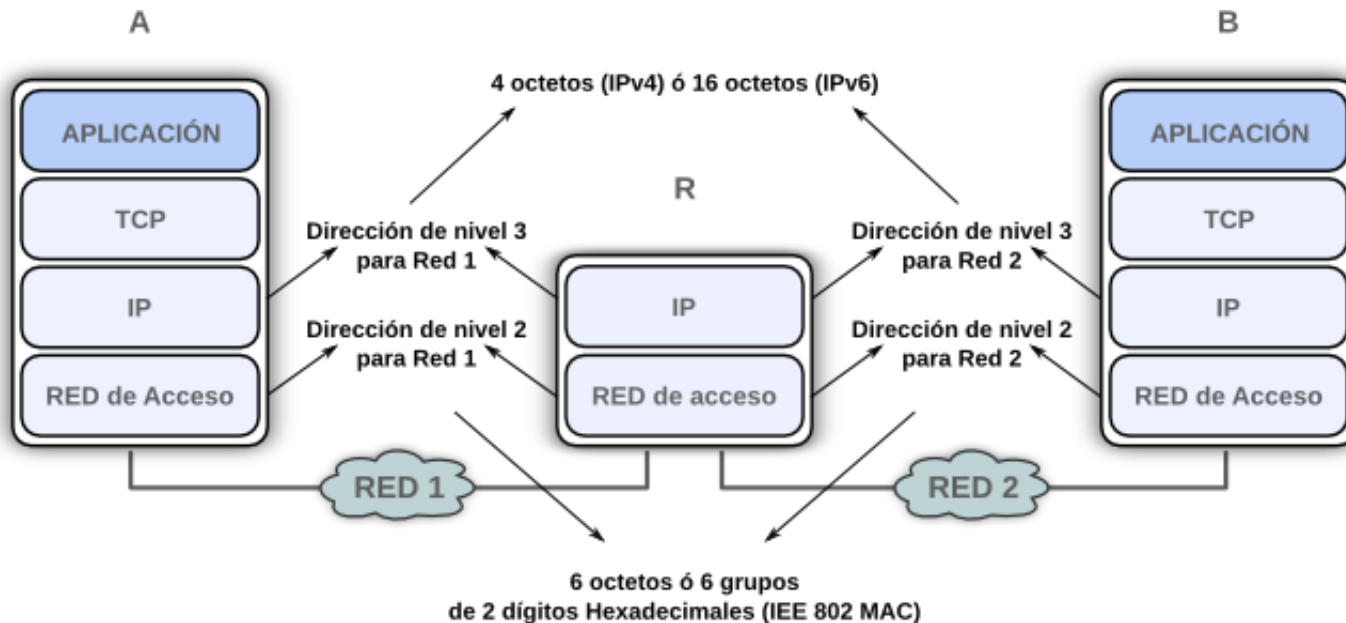 A
B
4 octetos (IPv4) ó 16 octetos (IPv6)
APLICACIÓN
APLICACIÓN
R
TCP
TCP
Dirección de nivel 3
para Red 1
Dirección de nivel 3
para Red 2
IP
IP
IP
Dirección de nivel 2
para Red 1
Dirección de nivel 2
para Red 2
RED de Acceso
RED de acceso
RED de Acceso
RED 1
RED 2
6 octetos ó 6 grupos
de 2 dígitos Hexadecimales (IEE 802 MAC)